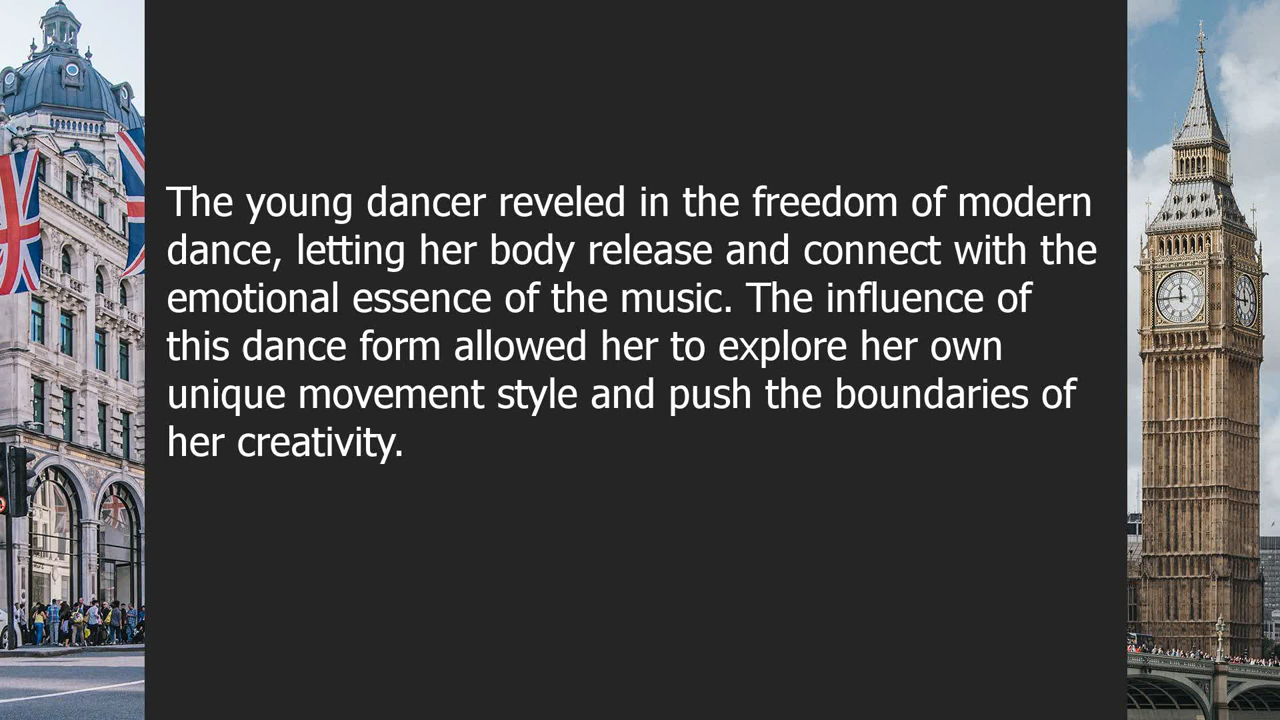 The young dancer reveled in the freedom of modern
dance, letting her body release and connect with the
emotional essence of the music. The influence of
this dance form allowed her to explore her own
unique movement style and push the boundaries of
her creativity.